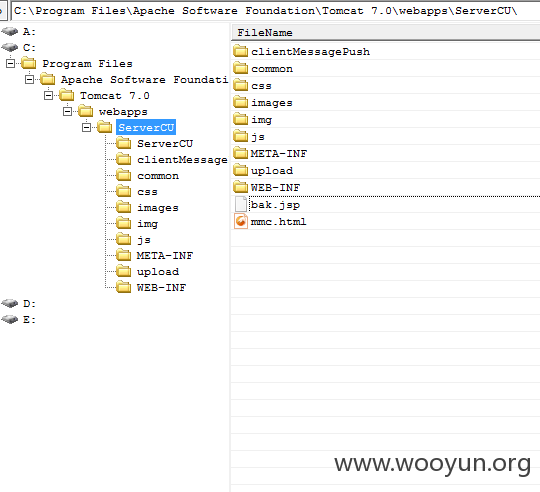 C:\Program Files\Apache Software Foundation\Tomcat 7.0\webapps\ServerCU\
A:
C:
Program Files
Apache Software Foundati
Tomcat 7.0
webapps
ServerCU
ServerCU
clientMessage
common
css
images
img
js
META-INF
upload
WEB-INF
D:
E:
FileName
clientMessagePush
common
css
images
img
js
META-INF
upload
WEB-INF
bak.jsp
mmc.html
www.wooyun.org